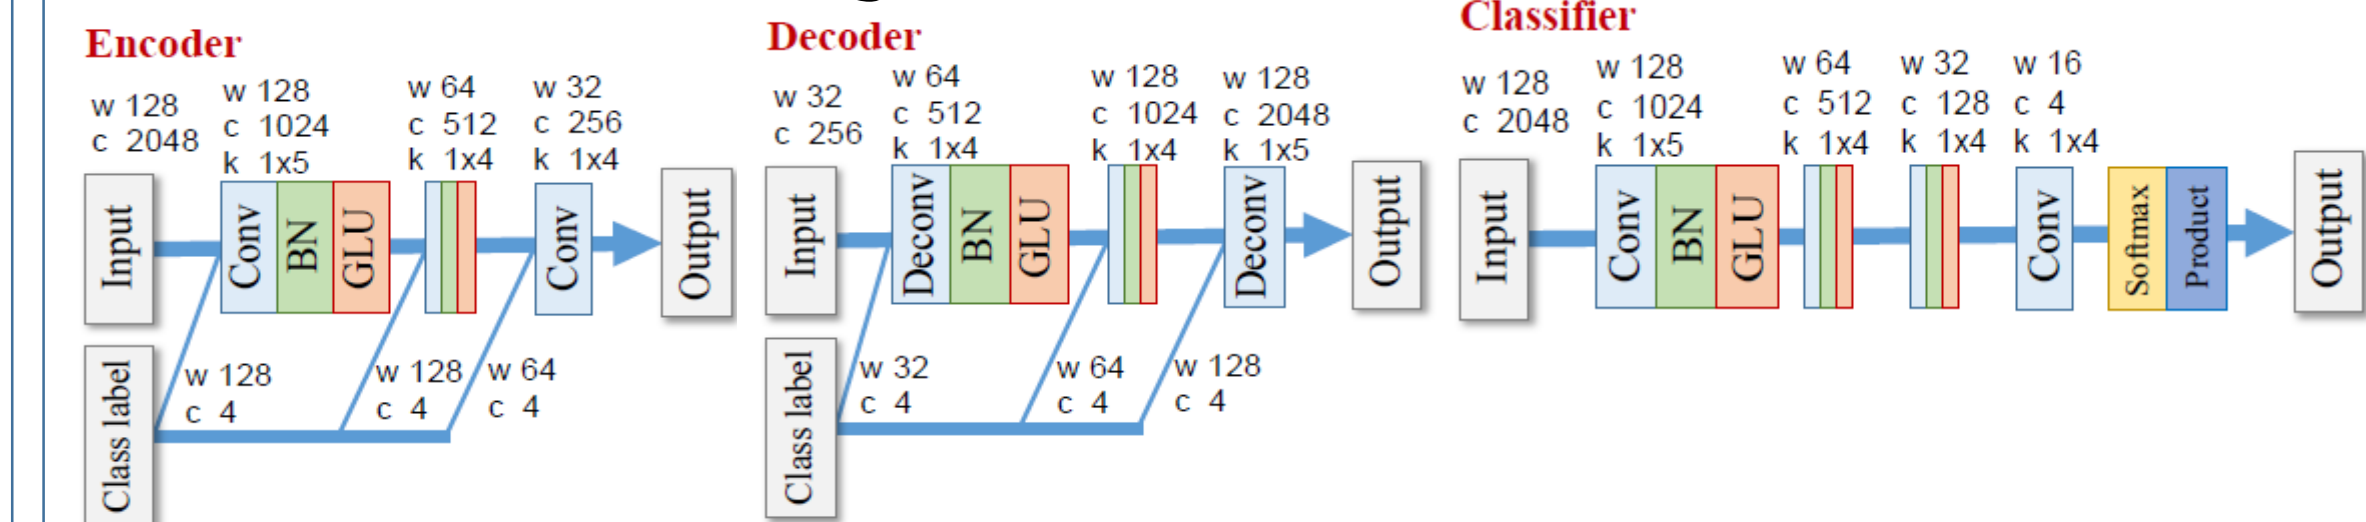 Encoder
w 128
c 2048
w 128
c 1024
k 1x5
w 64
c 512
k 1x4
w 32
c 256
k 1x4
Input
Conv
BN
GLU
Conv
Output
Class label
w 128
c 4
w 128
c 4
w 64
c 4
Decoder
w 32
c 256
w 64
c 512
k 1x4
w 128
c 1024
k 1x4
w 128
c 2048
k 1x5
Input
Deconv
BN
GLU
Deconv
Output
Class label
w 32
c 4
w 64
c 4
w 128
c 4
Classifier
w 128
c 2048
w 128
c 1024
k 1x5
w 64
c 512
k 1x4
w 32
c 128
k 1x4
w 16
c 4
k 1x4
Input
Conv
BN
GLU
Conv
Softmax
Product
Output